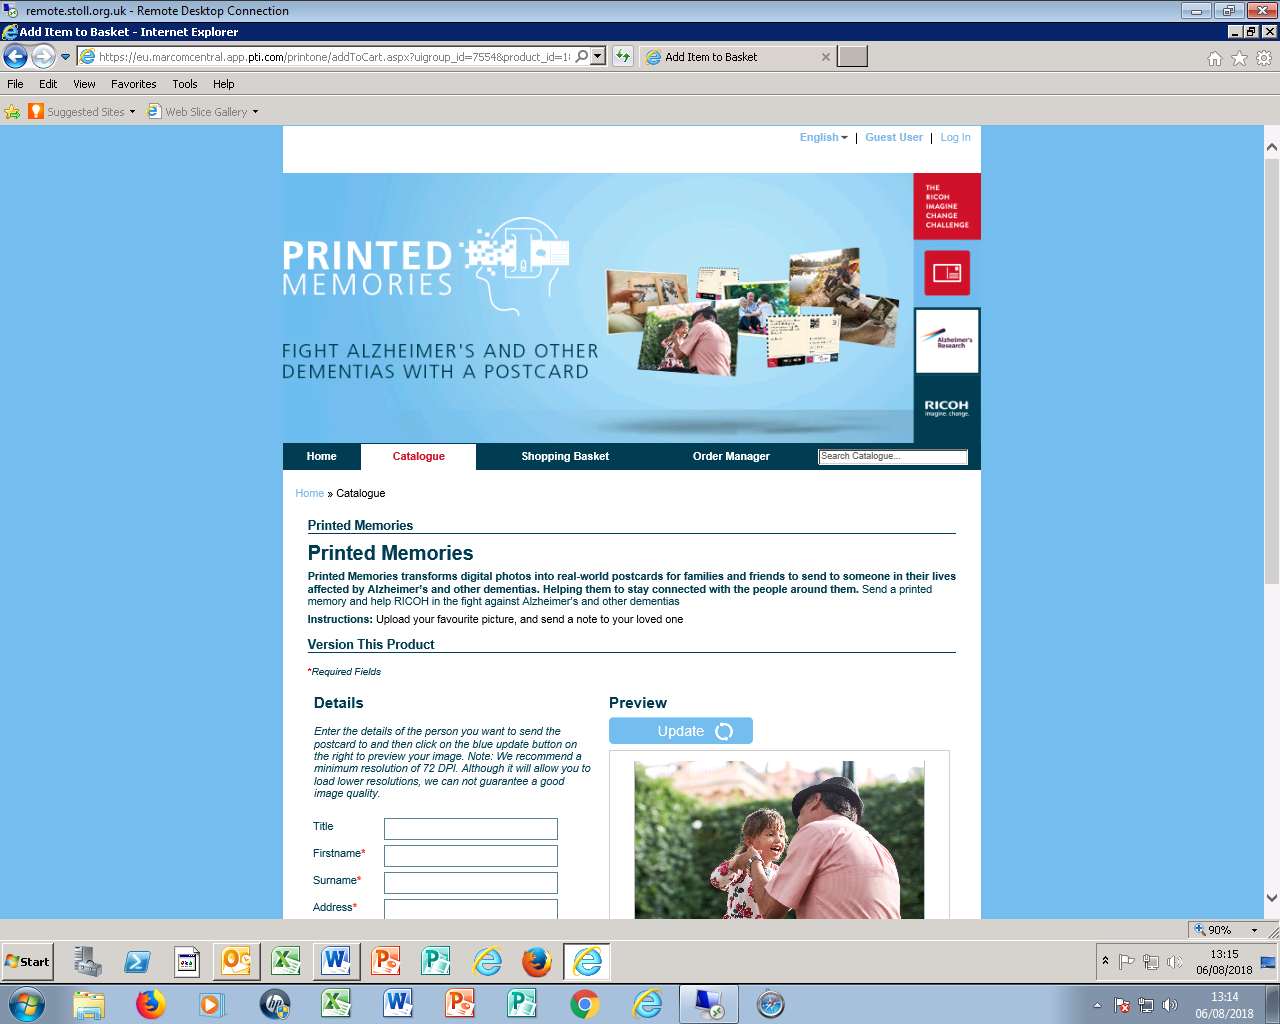 remote.stoll.org.uk - Remote Desktop Connection
Add Item to Basket - Internet Explorer
https://eu.marcomcentral.app.pti.com/printone/addToCart.aspx?uigroup_id=7554&product_id=1
Add Item to Basket
File Edit View Favorites Tools Help
Suggested Sites Web Slice Gallery
English | Guest User | Log In
THE
RICOH
IMAGINE
CHANGE
CHALLENGE
PRINTED
MEMORIES
FIGHT ALZHEIMER'S AND OTHER
DEMENTIAS WITH A POSTCARD
Alzheimer's
Research
RICOH
imagine. change.
Home Catalogue Shopping Basket Order Manager Search Catalogue...
Home » Catalogue
Printed Memories
Printed Memories
Printed Memories transforms digital photos into real-world postcards for families and friends to send to someone in their lives
affected by Alzheimer's and other dementias. Helping them to stay connected with the people around them. Send a printed
memory and help RICOH in the fight against Alzheimer's and other dementias
Instructions: Upload your favourite picture, and send a note to your loved one
Version This Product
*Required Fields
Details
Preview
Update
Enter the details of the person you want to send the
postcard to and then click on the blue update button on
the right to preview your image. Note: We recommend a
minimum resolution of 72 DPI. Although it will allow you to
load lower resolutions, we can not guarantee a good
image quality.
Title
Firstname*
Surname*
Address*
90%
Start
13:15
06/08/2018
13:14
06/08/2018